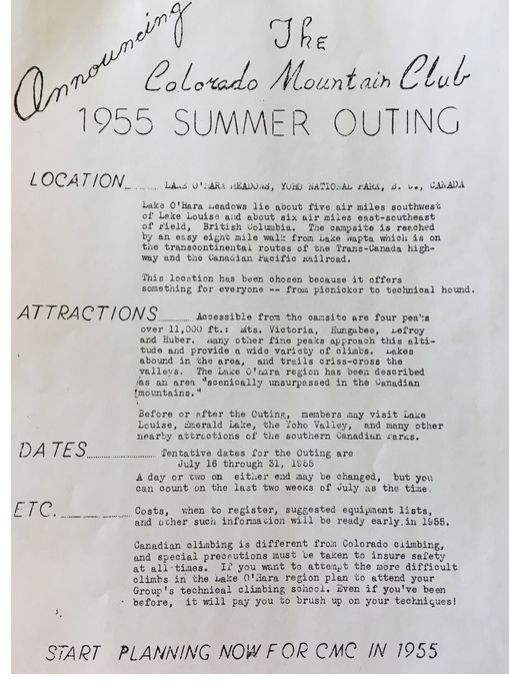 Announcing
The
Colorado Mountain Club
1955 SUMMER OUTING
LOCATION LAKE O'HARA MEADOWS, YOHO NATIONAL PARK, B. C., CANADA
Lake O'Hara Meadows lie about five air miles southwest
of Lake Louise and about six air miles east-southeast
of Field, British Columbia. The campsite is reached
by an easy eight mile walk from Lake Wapta which is on
the transcontinental routes of the Trans-Canada high-
way and the Canadian Pacific Railroad.
This location has been chosen because it offers
something for everyone -- from picnicker to technical hound.
ATTRACTIONS Accessible from the camsite are four peaks
over 11,000 ft.: Mts. Victoria, Hungabee, Lefroy
and Huber. Many other fine peaks approach this alti-
tude and provide a wide variety of climbs. Lakes
abound in the area, and trails criss-cross the
valleys. The Lake O'Hara region has been described
as an area "scenically unsurpassed in the Canadian
mountains."
Before or after the Outing, members may visit Lake
Louise, Emerald Lake, the Yoho Valley, and many other
nearby attractions of the southern Canadian Parks.
DATES Tentative dates for the Outing are
July 16 through 31, 1955
A day or two on either end may be changed, but you
can count on the last two weeks of July as the time.
ETC. Costs, when to register, suggested equipment lists,
and other such information will be ready early in 1955.
Canadian climbing is different from Colorado climbing,
and special precautions must be taken to insure safety
at all times. If you want to attempt the more difficult
climbs in the Lake O'Hara region plan to attend your
Group's technical climbing school. Even if you've been
before, it will pay you to brush up on your techniques!
START PLANNING NOW FOR CMC IN 1955